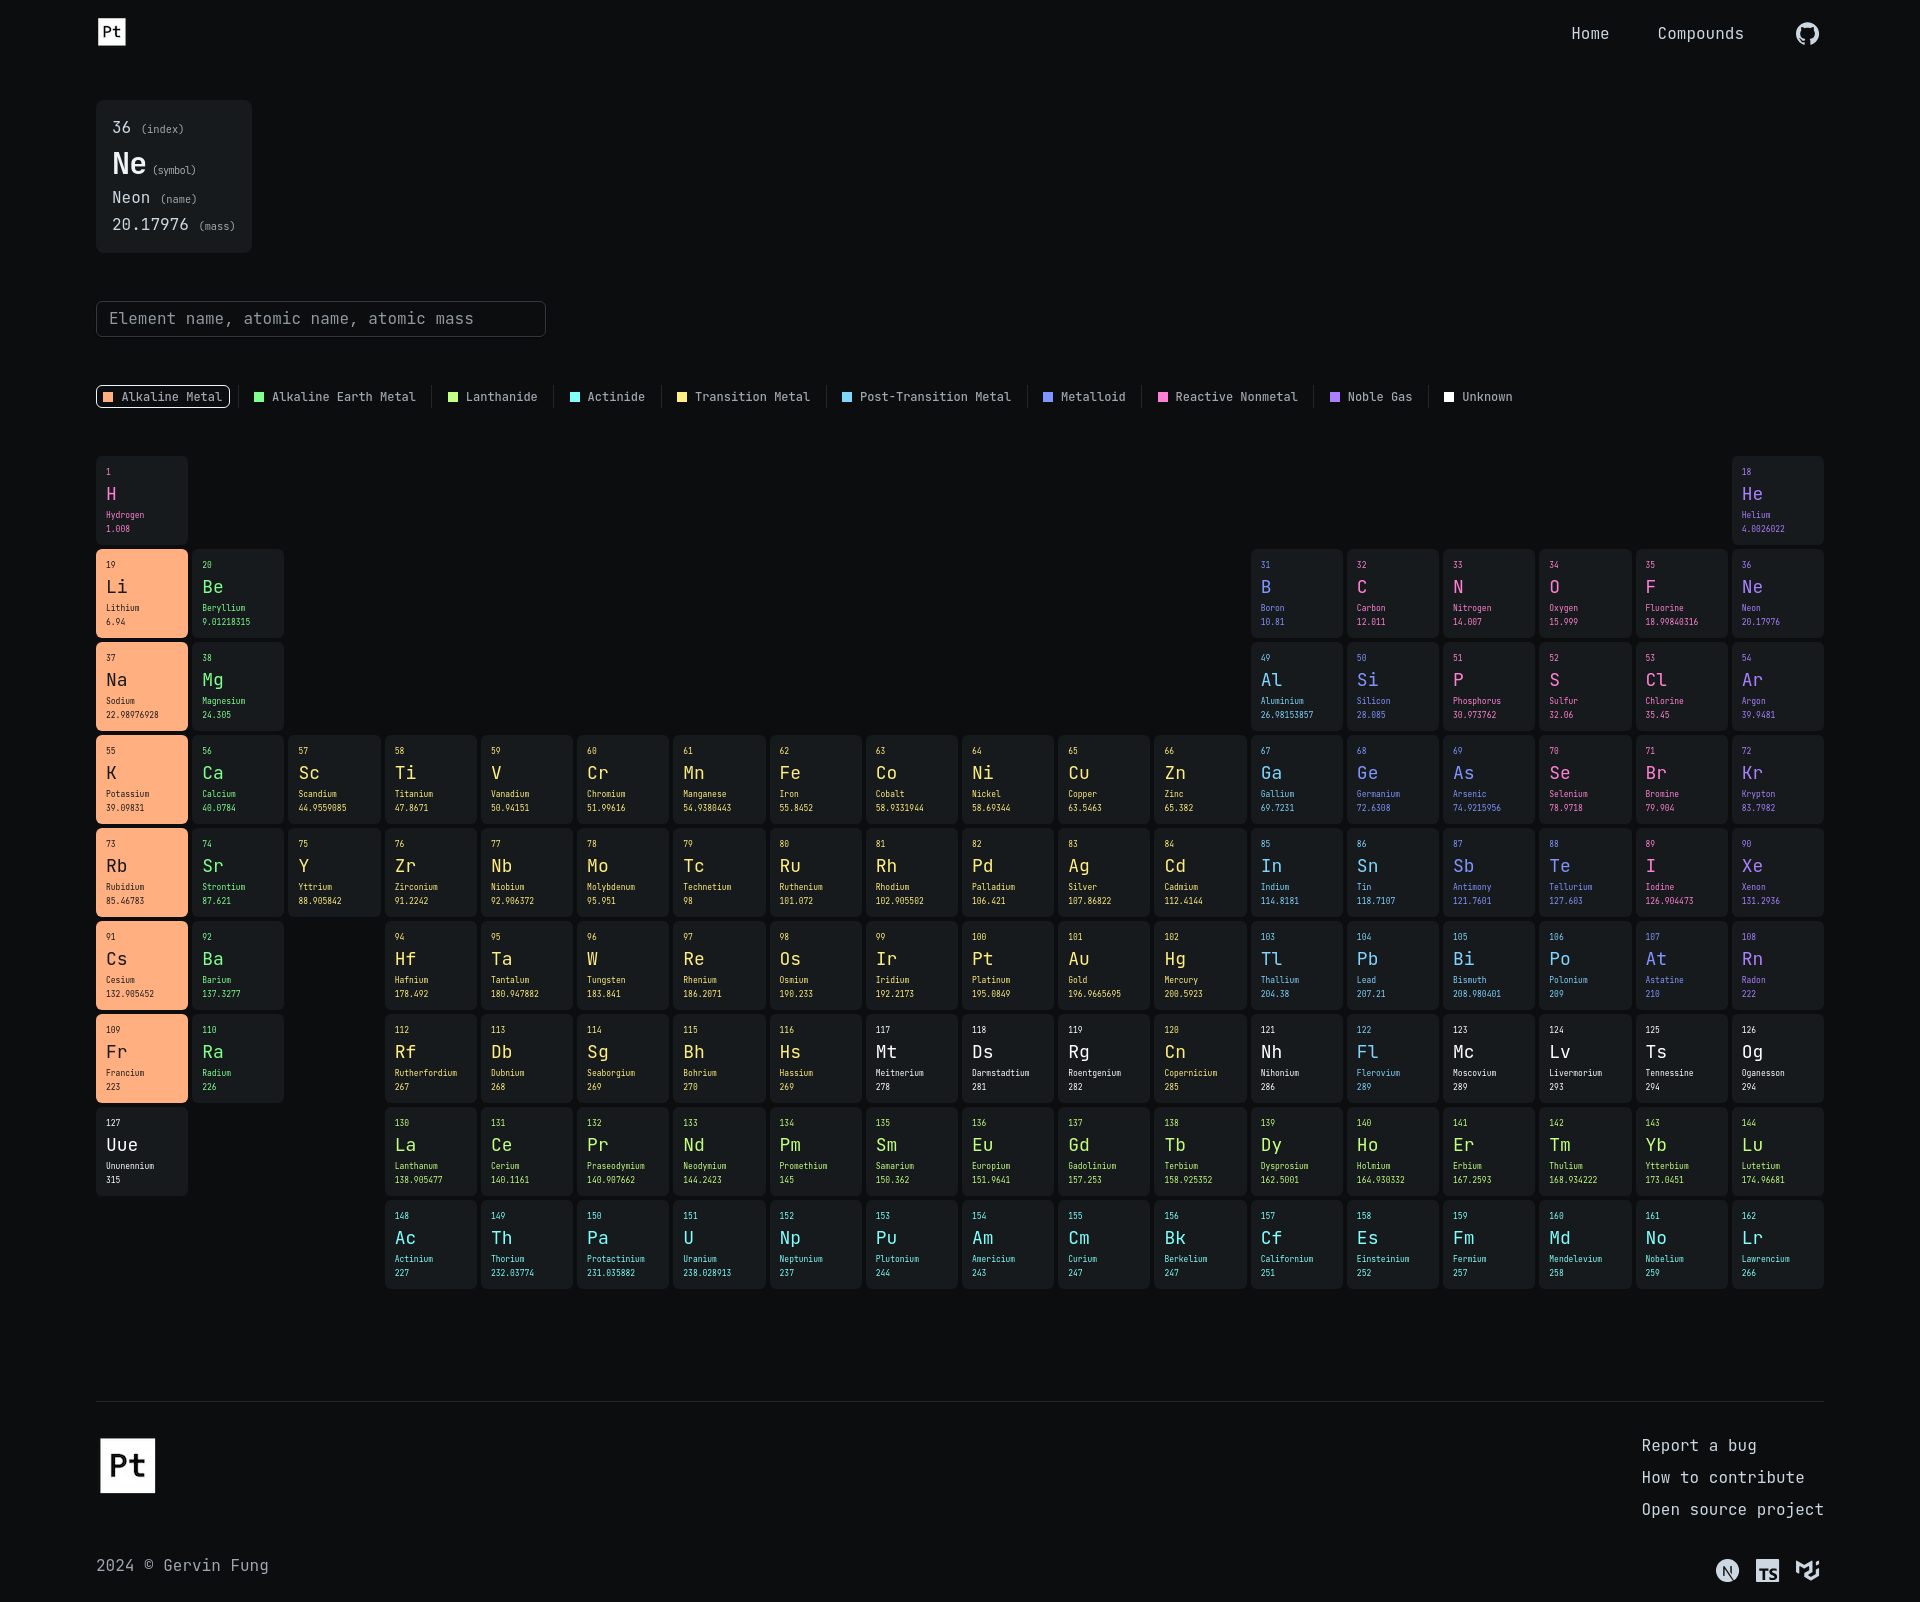 Pt
Home Compounds
36 (index)
Ne (symbol)
Neon (name)
20.17976 (mass)
Element name, atomic name, atomic mass
Alkaline Metal Alkaline Earth Metal Lanthanide Actinide Transition Metal Post-Transition Metal Metalloid Reactive Nonmetal Noble Gas Unknown
1 18
H He
Hydrogen Helium
1.008 4.0026022
19 20 31 32 33 34 35 36
Li Be B C N O F Ne
Lithium Beryllium Boron Carbon Nitrogen Oxygen Fluorine Neon
6.94 9.01218315 10.81 12.011 14.007 15.999 18.99840316 20.17976
37 38 49 50 51 52 53 54
Na Mg Al Si P S Cl Ar
Sodium Magnesium Aluminium Silicon Phosphorus Sulfur Chlorine Argon
22.98976928 24.305 26.98153857 28.085 30.973762 32.06 35.45 39.9481
55 56 57 58 59 60 61 62 63 64 65 66 67 68 69 70 71 72
K Ca Sc Ti V Cr Mn Fe Co Ni Cu Zn Ga Ge As Se Br Kr
Potassium Calcium Scandium Titanium Vanadium Chromium Manganese Iron Cobalt Nickel Copper Zinc Gallium Germanium Arsenic Selenium Bromine Krypton
39.09831 40.0784 44.9559085 47.8671 50.94151 51.99616 54.9380443 55.8452 58.9331944 58.69344 63.5463 65.382 69.7231 72.6308 74.9215956 78.9718 79.904 83.7982
73 74 75 76 77 78 79 80 81 82 83 84 85 86 87 88 89 90
Rb Sr Y Zr Nb Mo Tc Ru Rh Pd Ag Cd In Sn Sb Te I Xe
Rubidium Strontium Yttrium Zirconium Niobium Molybdenum Technetium Ruthenium Rhodium Palladium Silver Cadmium Indium Tin Antimony Tellurium Iodine Xenon
85.46783 87.621 88.905842 91.2242 92.906372 95.951 98 101.072 102.905502 106.421 107.86822 112.4144 114.8181 118.7107 121.7601 127.603 126.904473 131.2936
91 92 94 95 96 97 98 99 100 101 102 103 104 105 106 107 108
Cs Ba Hf Ta W Re Os Ir Pt Au Hg Tl Pb Bi Po At Rn
Cesium Barium Hafnium Tantalum Tungsten Rhenium Osmium Iridium Platinum Gold Mercury Thallium Lead Bismuth Polonium Astatine Radon
132.905452 137.3277 178.492 180.947882 183.841 186.2071 190.233 192.2173 195.0849 196.9665695 200.5923 204.38 207.21 208.980401 209 210 222
109 110 112 113 114 115 116 117 118 119 120 121 122 123 124 125 126
Fr Ra Rf Db Sg Bh Hs Mt Ds Rg Cn Nh Fl Mc Lv Ts Og
Francium Radium Rutherfordium Dubnium Seaborgium Bohrium Hassium Meitnerium Darmstadtium Roentgenium Copernicium Nihonium Flerovium Moscovium Livermorium Tennessine Oganesson
223 226 267 268 269 270 269 278 281 282 285 286 289 289 293 294 294
127 130 131 132 133 134 135 136 137 138 139 140 141 142 143 144
Uue La Ce Pr Nd Pm Sm Eu Gd Tb Dy Ho Er Tm Yb Lu
Ununennium Lanthanum Cerium Praseodymium Neodymium Promethium Samarium Europium Gadolinium Terbium Dysprosium Holmium Erbium Thulium Ytterbium Lutetium
315 138.905477 140.1161 140.907662 144.2423 145 150.362 151.9641 157.253 158.925352 162.5001 164.930332 167.2593 168.934222 173.0451 174.96681
148 149 150 151 152 153 154 155 156 157 158 159 160 161 162
Ac Th Pa U Np Pu Am Cm Bk Cf Es Fm Md No Lr
Actinium Thorium Protactinium Uranium Neptunium Plutonium Americium Curium Berkelium Californium Einsteinium Fermium Mendelevium Nobelium Lawrencium
227 232.03774 231.035882 238.028913 237 244 243 247 247 251 252 257 258 259 266
Pt
Report a bug
How to contribute
Open source project
2024 © Gervin Fung
N TS